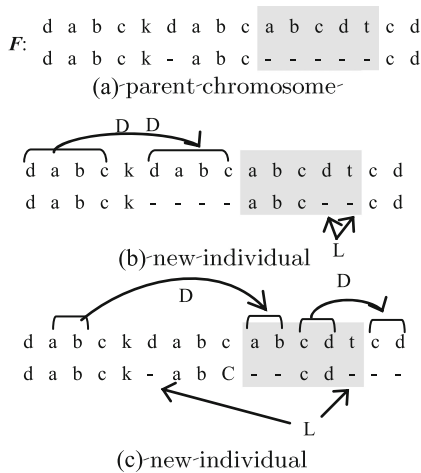 F: d a b c k d a b c a b c d t c d
d a b c k - a b c - - - - - c d
(a)-parent-chromosome-
D D
d a b c k d a b c a b c d t c d
d a b c k - - - - a b c - - c d
L
(b)-new-individual
D
D
d a b c k d a b c a b c d t c d
d a b c k - a b C - - c d - - -
L
(c)-new-individual